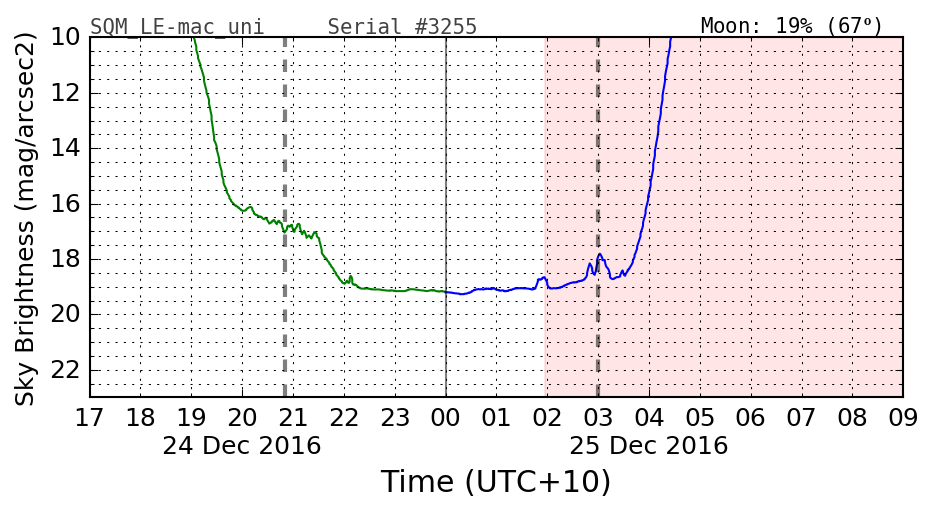 SQM_LE-mac_uni Serial #3255 Moon: 19% (67°)
Sky Brightness (mag/arcsec2)
10
12
14
16
18
20
22
17 18 19 20 21 22 23 00 01 02 03 04 05 06 07 08 09
24 Dec 2016 25 Dec 2016
Time (UTC+10)